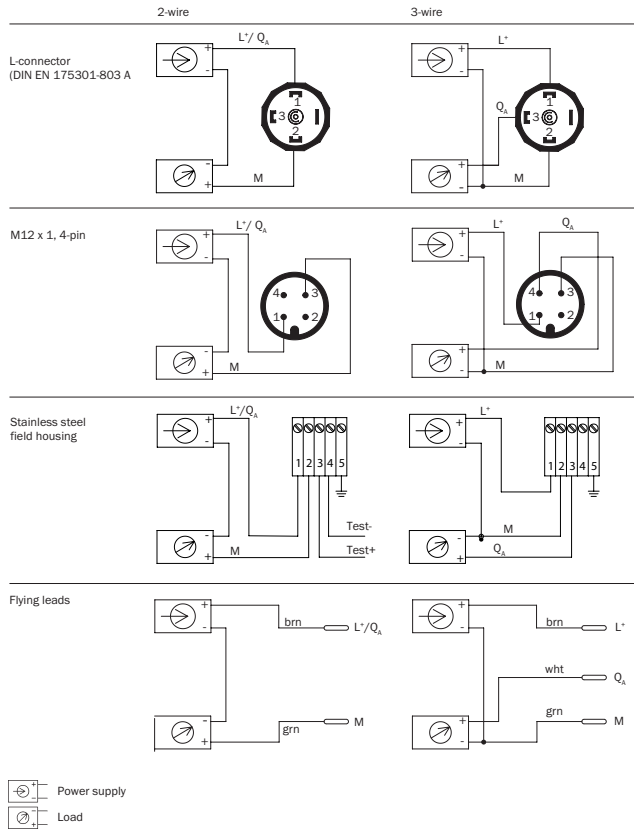 2-wire 3-wire
L-connector
(DIN EN 175301-803 A
+ L⁺/ Q_A
-
1
3
2
-
+ M
+ L⁺
-
1
Q_A 3
2
+
- M
M12 x 1, 4-pin
+ L⁺/ Q_A
-
4 3
1 2
-
+ M
+ L⁺ Q_A
-
4 3
1 2
+
- M
Stainless steel
field housing
+ L⁺/Q_A
-
1 2 3 4 5
- Test-
+ M Test+
+ L⁺
-
1 2 3 4 5
- M
+ Q_A
Flying leads
+ brn L⁺/Q_A
-
-
+ grn M
+ brn L⁺
-
wht Q_A
+ grn M
-
+ Power supply
-
- Load
+